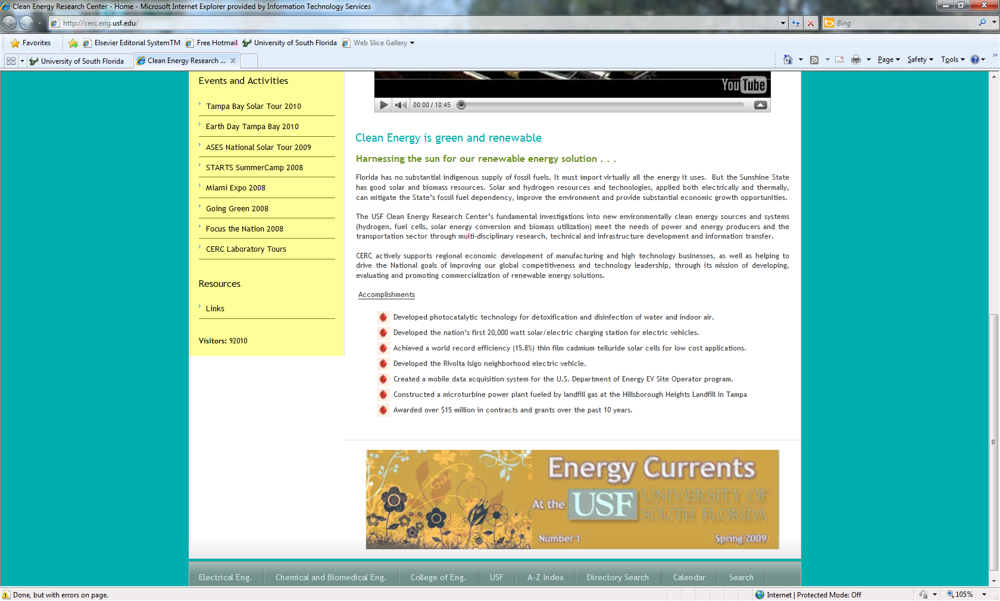 Clean Energy Research Center - Home - Microsoft Internet Explorer provided by Information Technology Services
http://cerc.eng.usf.edu/
Bing
Favorites
Elsevier Editorial SystemTM
Free Hotmail
University of South Florida
Web Slice Gallery
University of South Florida
Clean Energy Research ...
Page
Safety
Tools
Events and Activities
Tampa Bay Solar Tour 2010
Earth Day Tampa Bay 2010
ASES National Solar Tour 2009
STARTS SummerCamp 2008
Miami Expo 2008
Going Green 2008
Focus the Nation 2008
CERC Laboratory Tours
Resources
Links
Visitors: 92010
YouTube
00:00 / 10:45
Clean Energy is green and renewable
Harnessing the sun for our renewable energy solution . . .
Florida has no substantial indigenous supply of fossil fuels. It must import virtually all the energy it uses. But the Sunshine State
has good solar and biomass resources. Solar and hydrogen resources and technologies, applied both electrically and thermally,
can mitigate the State's fossil fuel dependency, improve the environment and provide substantial economic growth opportunities.
The USF Clean Energy Research Center's fundamental investigations into new environmentally clean energy sources and systems
(hydrogen, fuel cells, solar energy conversion and biomass utilization) meet the needs of power and energy producers and the
transportation sector through multi-disciplinary research, technical and infrastructure development and information transfer.
CERC actively supports regional economic development of manufacturing and high technology businesses, as well as helping to
drive the National goals of improving our global competitiveness and technology leadership, through its mission of developing,
evaluating and promoting commercialization of renewable energy solutions.
Accomplishments
Developed photocatalytic technology for detoxification and disinfection of water and indoor air.
Developed the nation's first 20,000 watt solar/electric charging station for electric vehicles.
Achieved a world record efficiency (15.8%) thin film cadmium telluride solar cells for low cost applications.
Developed the Rivolta Isigo neighborhood electric vehicle.
Created a mobile data acquisition system for the U.S. Department of Energy EV Site Operator program.
Constructed a microturbine power plant fueled by landfill gas at the Hillsborough Heights Landfill in Tampa
Awarded over $15 million in contracts and grants over the past 10 years.
Energy Currents
At the USF UNIVERSITY OF
SOUTH FLORIDA
Number 1
Spring 2009
Electrical Eng.
Chemical and Biomedical Eng.
College of Eng.
USF
A-Z Index
Directory Search
Calendar
Search
Done, but with errors on page.
Internet | Protected Mode: Off
105%